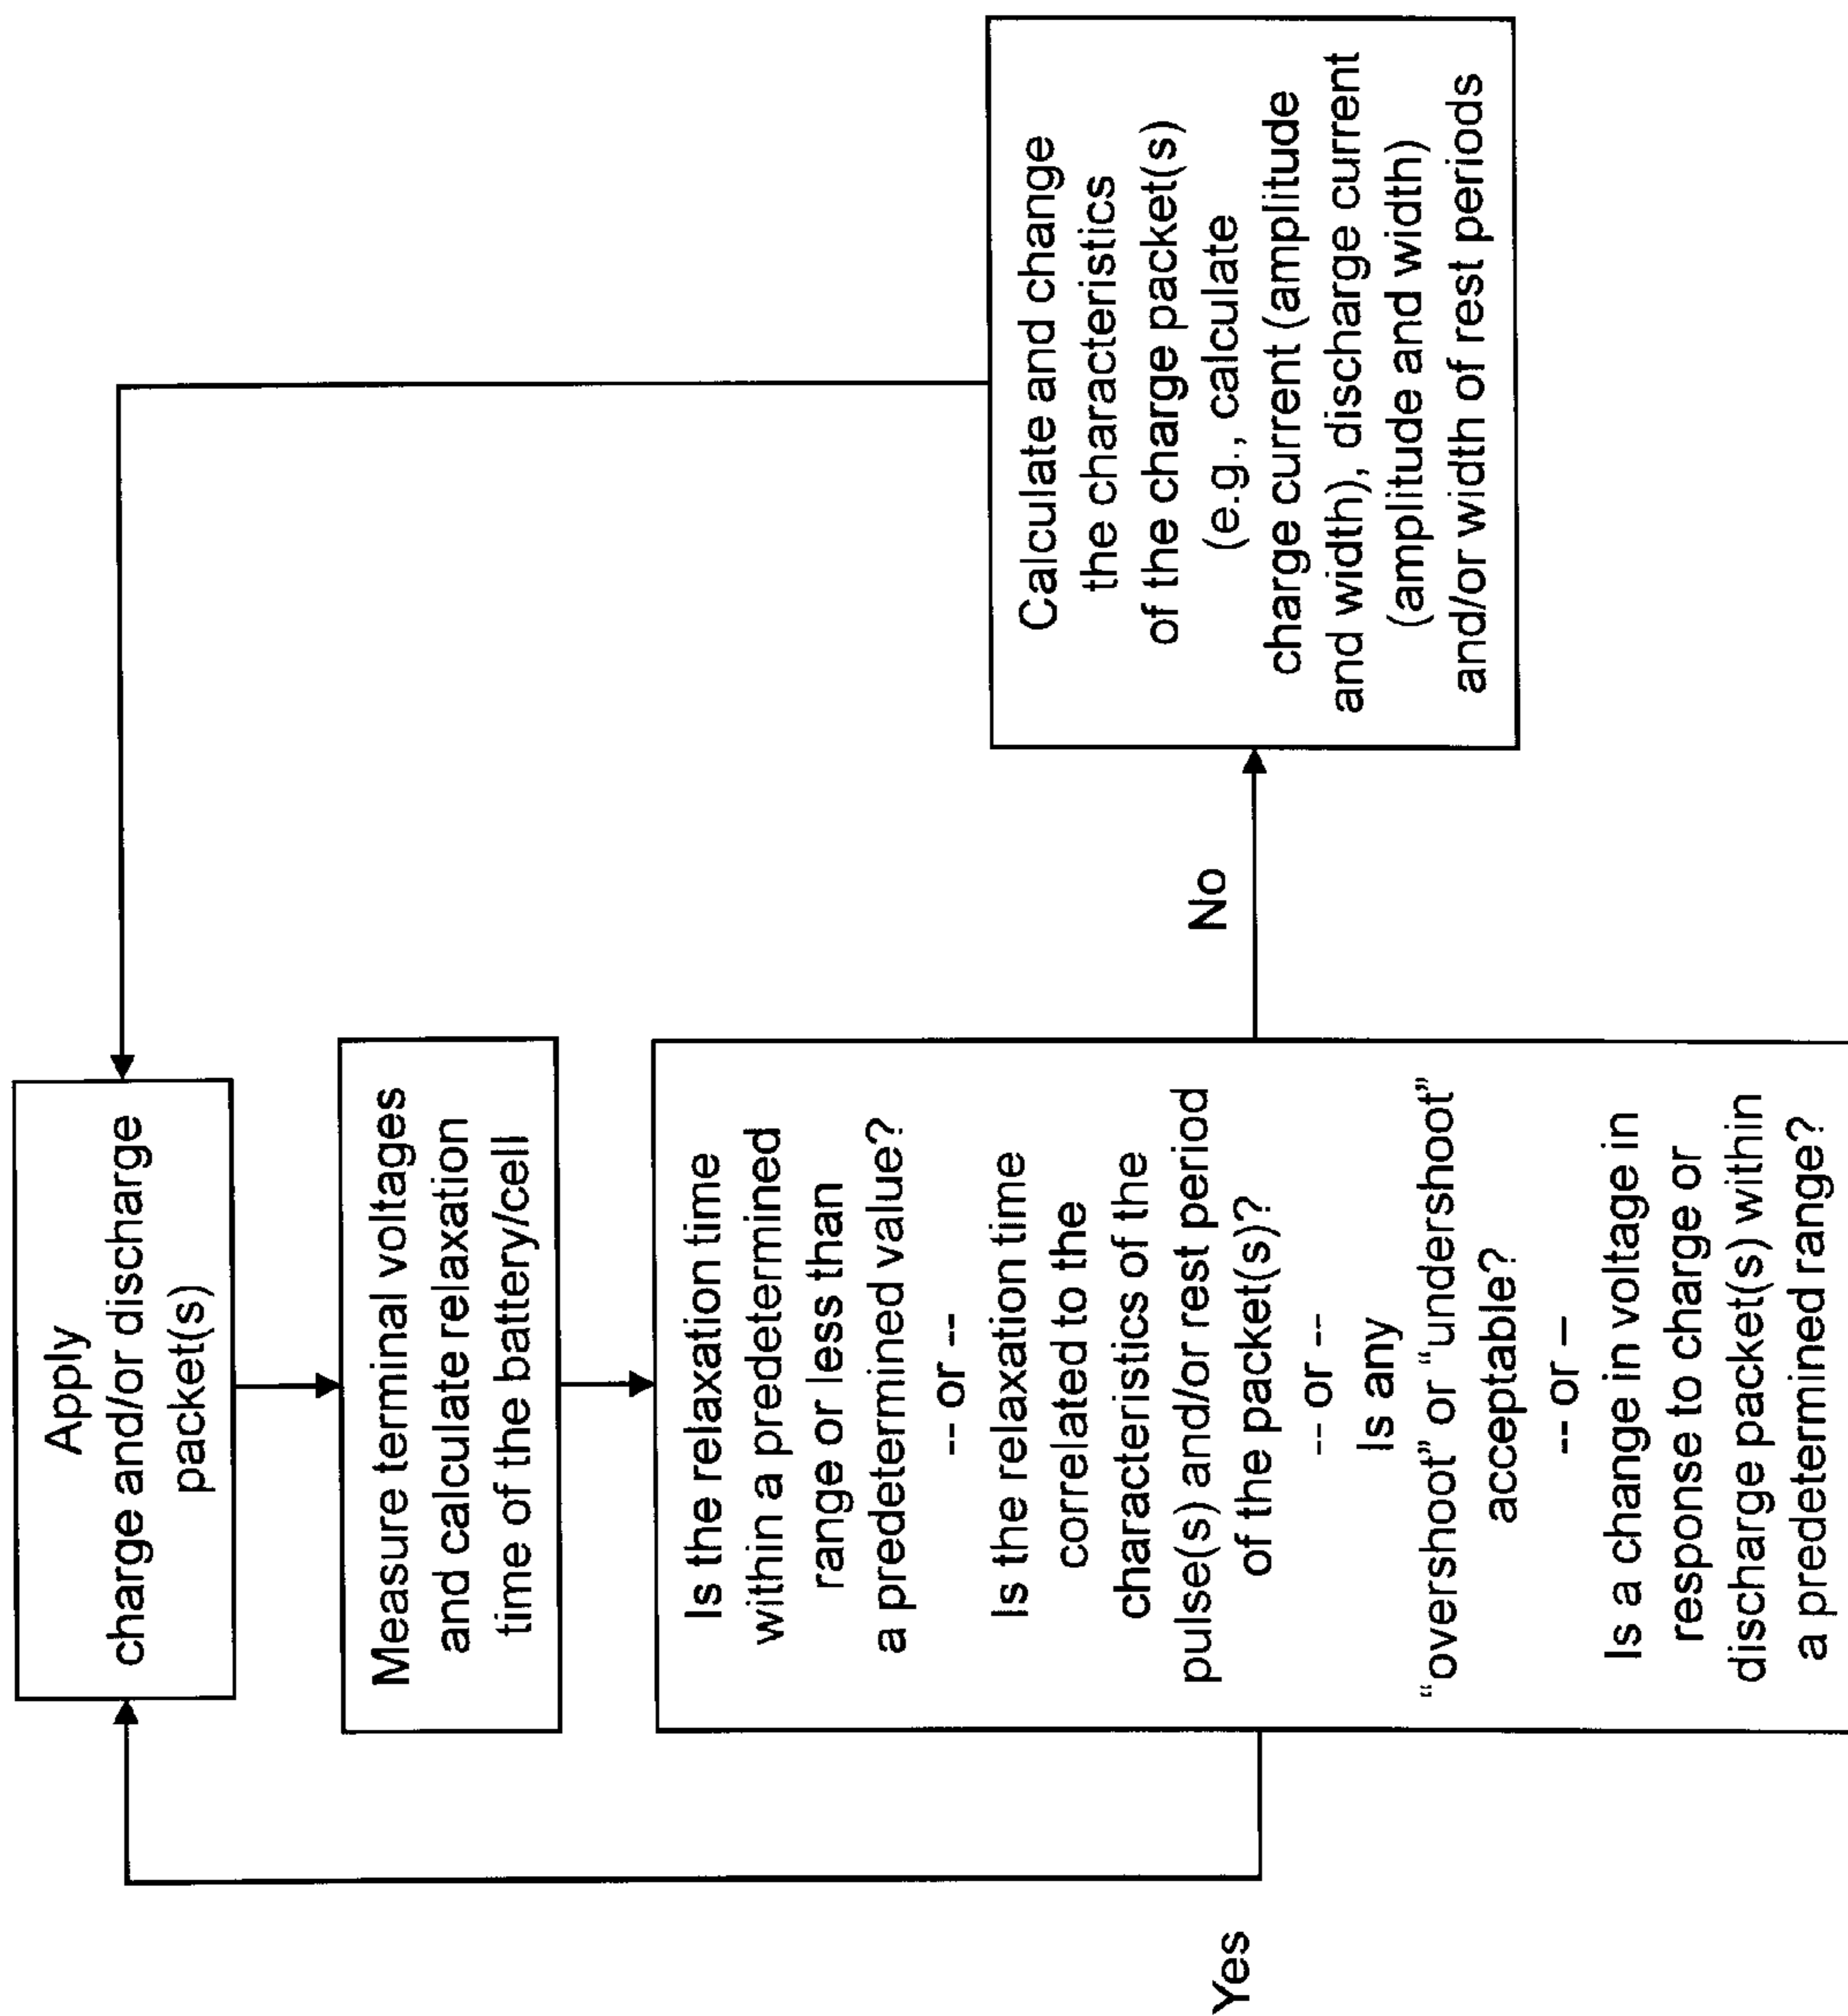 Apply
charge and/or discharge
packet(s)
Measure terminal voltages
and calculate relaxation
time of the battery/cell
Is the relaxation time
within a predetermined
range or less than
a predetermined value?
-- or --
Is the relaxation time
correlated to the
characteristics of the
pulse(s) and/or rest period
of the packet(s)?
-- or --
Is any
“overshoot” or “undershoot”
acceptable?
-- or –
Is a change in voltage in
response to charge or
discharge packet(s) within
a predetermined range?
Yes
No
Calculate and change
the characteristics
of the charge packet(s)
(e.g., calculate
charge current (amplitude
and width), discharge current
(amplitude and width)
and/or width of rest periods